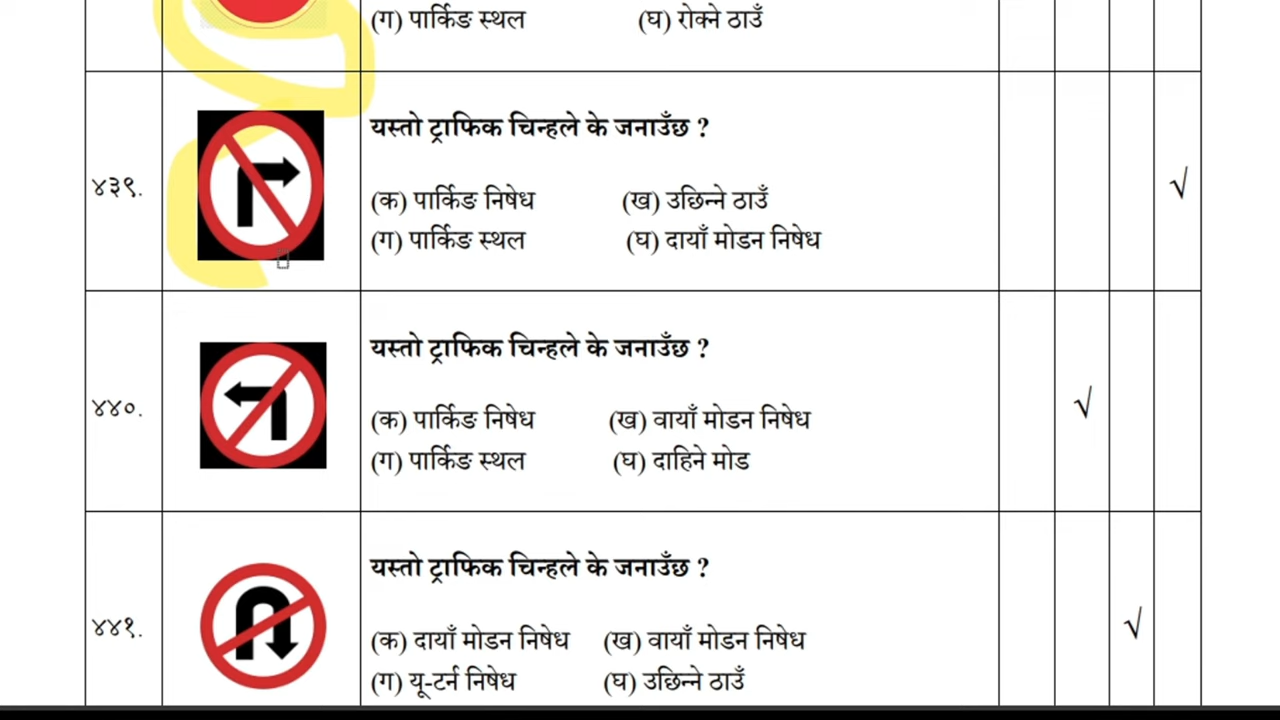 (ग) पार्किङ स्थल (घ) रोक्ने ठाउँ
४३९. यस्तो ट्राफिक चिन्हले के जनाउँछ ?
(क) पार्किङ निषेध (ख) उछिन्ने ठाउँ
(ग) पार्किङ स्थल (घ) दायाँ मोडन निषेध
√
४४०. यस्तो ट्राफिक चिन्हले के जनाउँछ ?
(क) पार्किङ निषेध (ख) वायाँ मोडन निषेध
(ग) पार्किङ स्थल (घ) दाहिने मोड
√
४४१. यस्तो ट्राफिक चिन्हले के जनाउँछ ?
(क) दायाँ मोडन निषेध (ख) वायाँ मोडन निषेध
(ग) यू-टर्न निषेध (घ) उछिन्ने ठाउँ
√